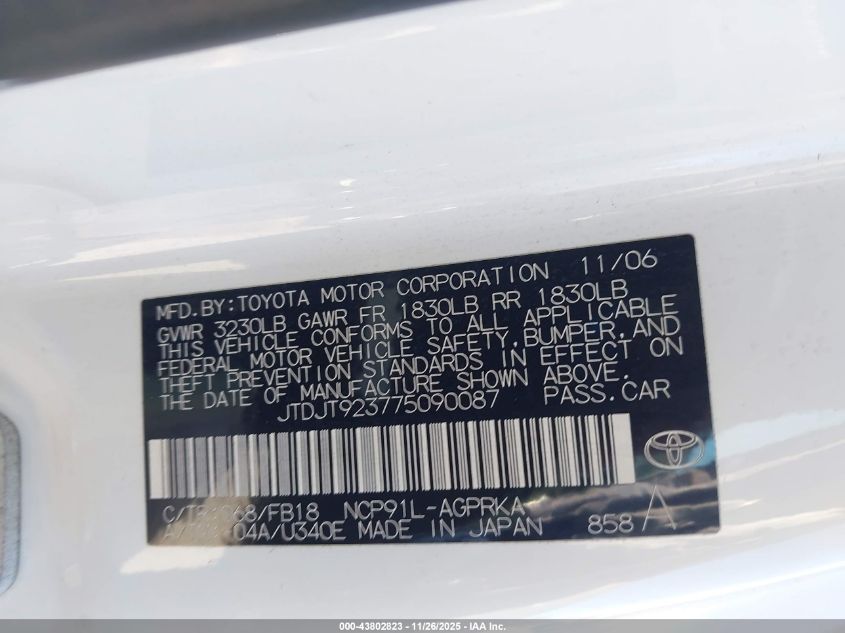 MFD.BY:TOYOTA MOTOR CORPORATION 11/06
GVWR 3230LB GAWR FR 1830LB RR 1830LB
THIS VEHICLE CONFORMS TO ALL APPLICABLE
FEDERAL MOTOR VEHICLE SAFETY,BUMPER,AND
THEFT PREVENTION STANDARDS IN EFFECT ON
THE DATE OF MANUFACTURE SHOWN ABOVE.
JTDJT923775090087 PASS.CAR
/FB18 NCP91L-AGPRKA
04A/U340E MADE IN JAPAN 858 A
000-43802823 - 11/26/2025 - IAA Inc.